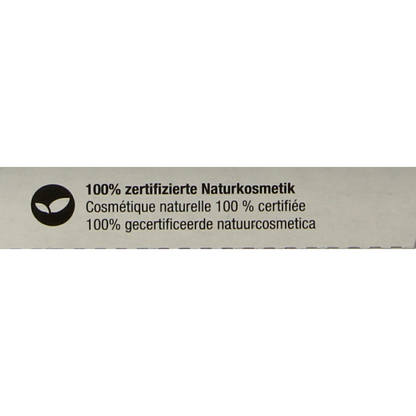 100% zertifizierte Naturkosmetik
Cosmétique naturelle 100 % certifiée
100% gecertificeerde natuurcosmetica